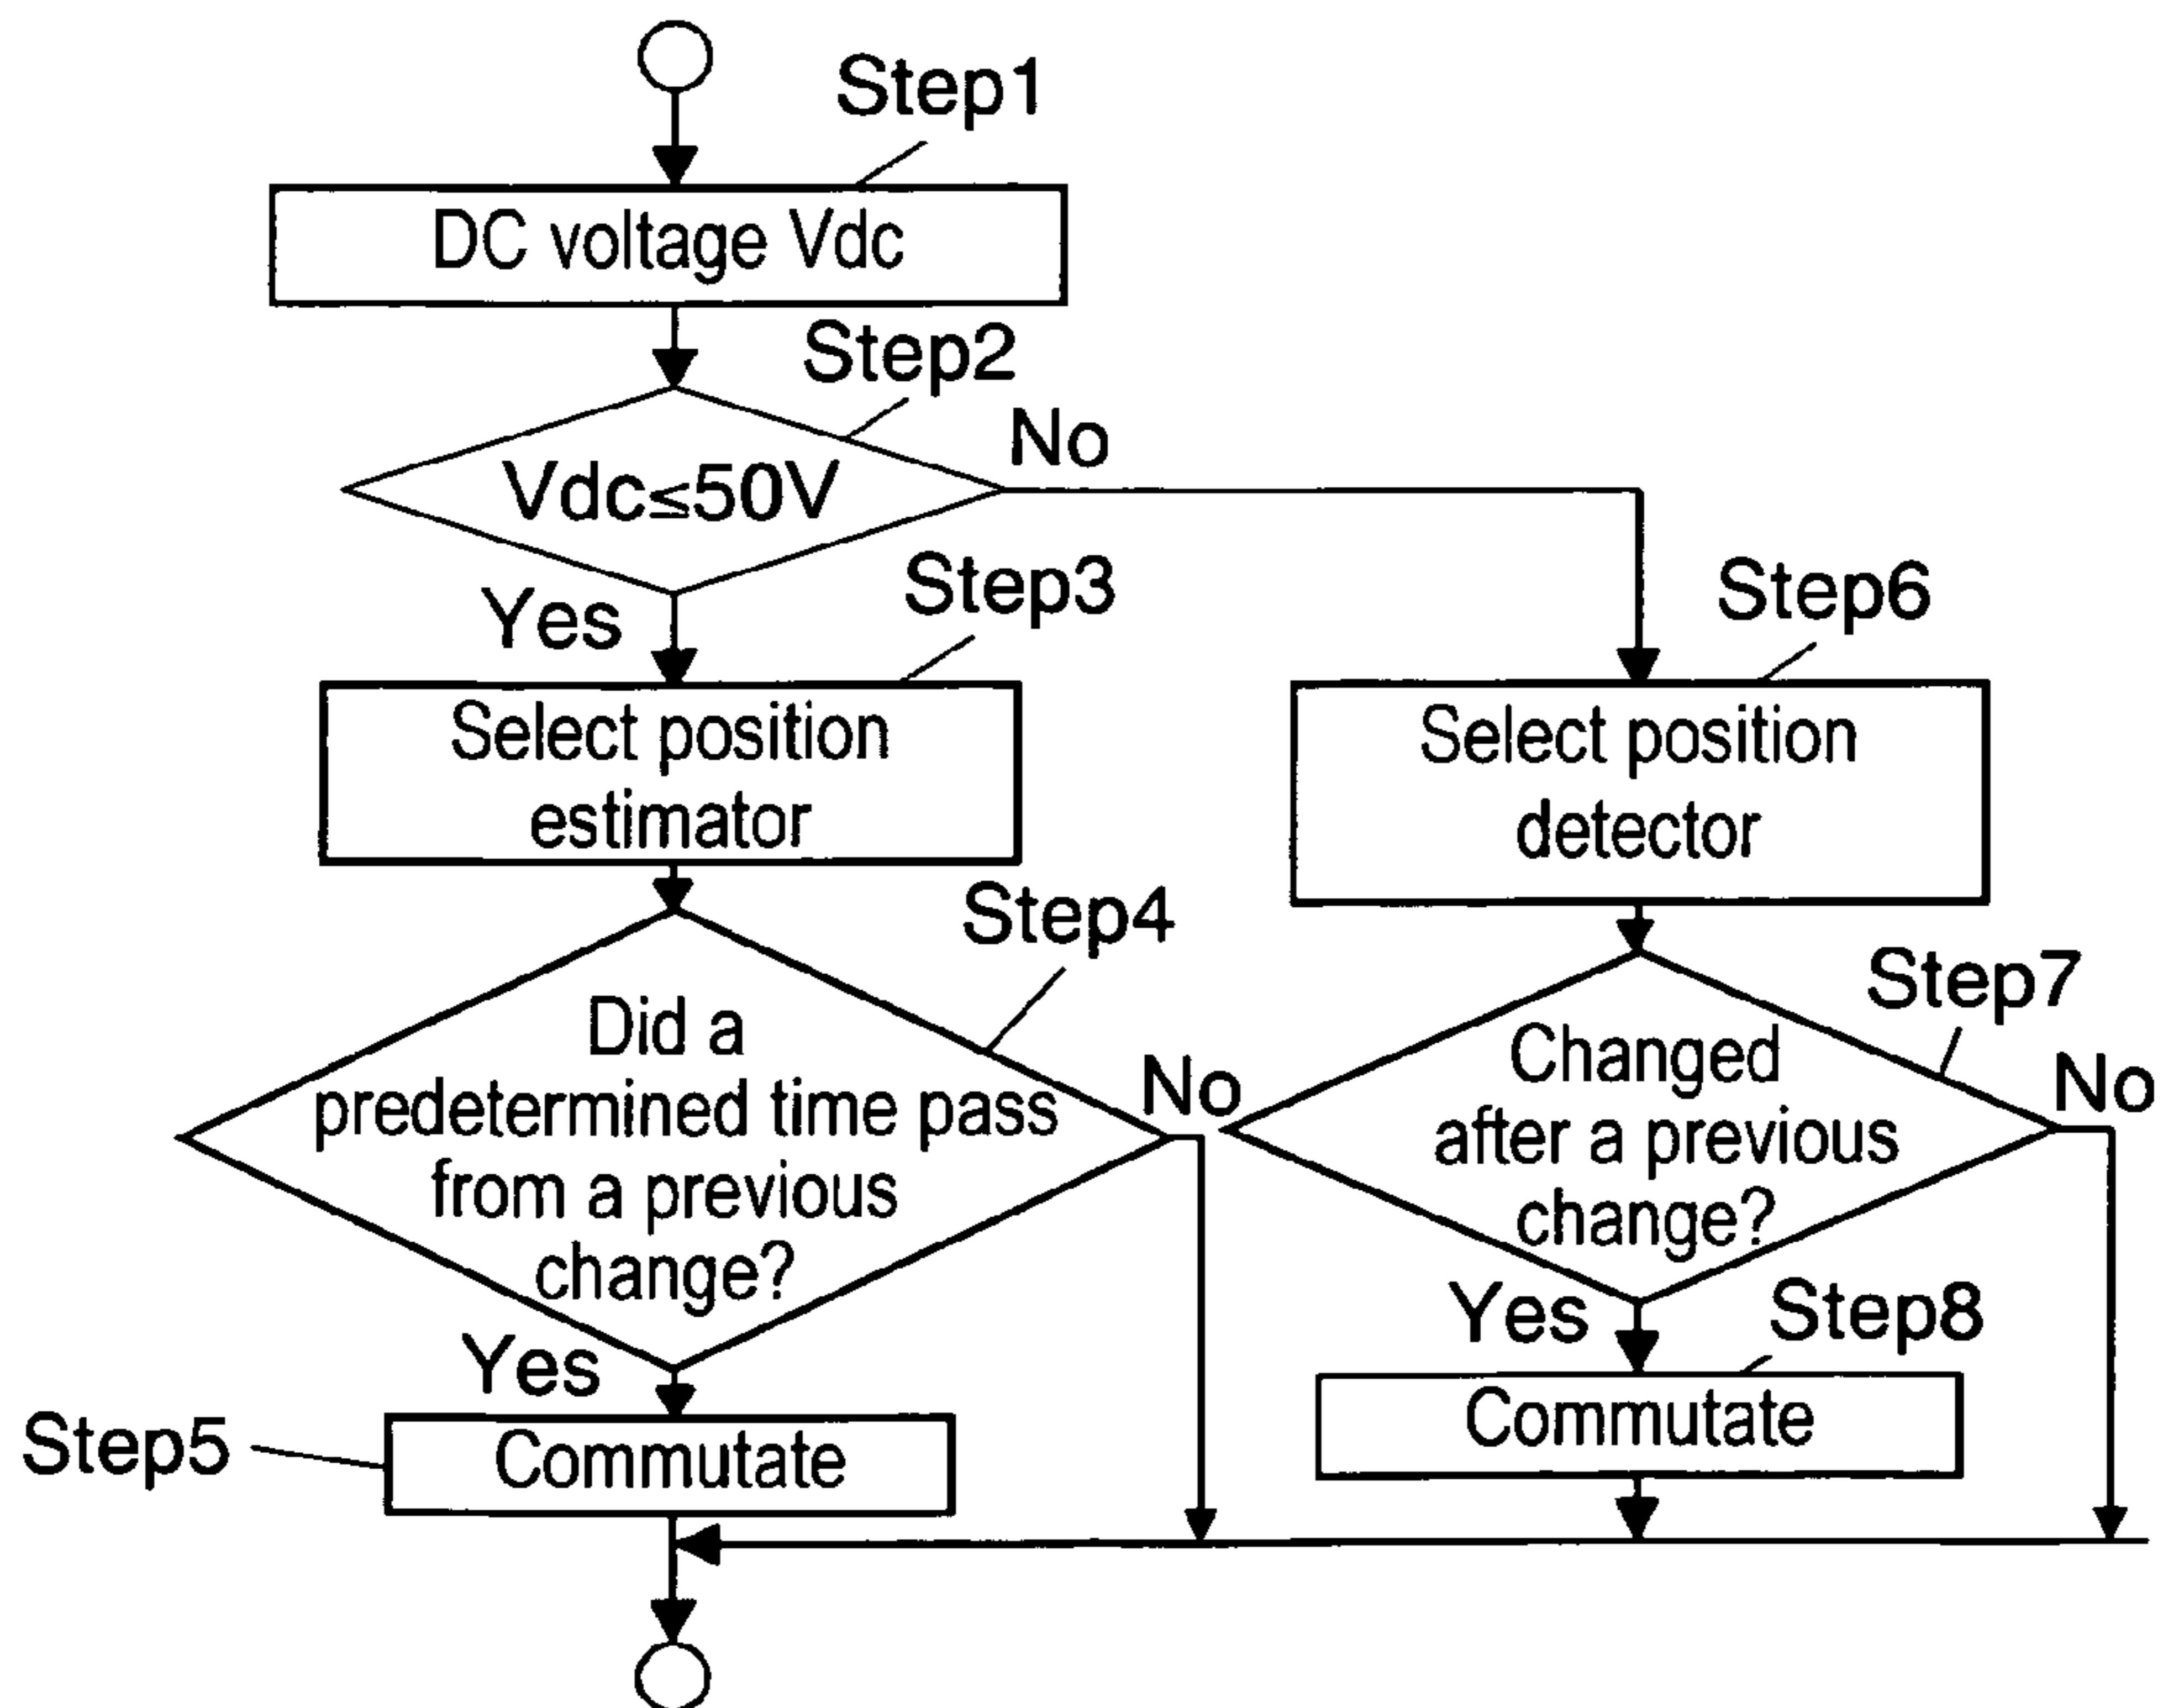 Step1
DC voltage Vdc
Step2
Vdc≤50V
No
Yes
Step3
Select position
estimator
Step4
Did a
predetermined time pass
from a previous
change?
No
Yes
Step5
Commutate
Step6
Select position
detector
Step7
Changed
after a previous
change?
No
Yes
Step8
Commutate